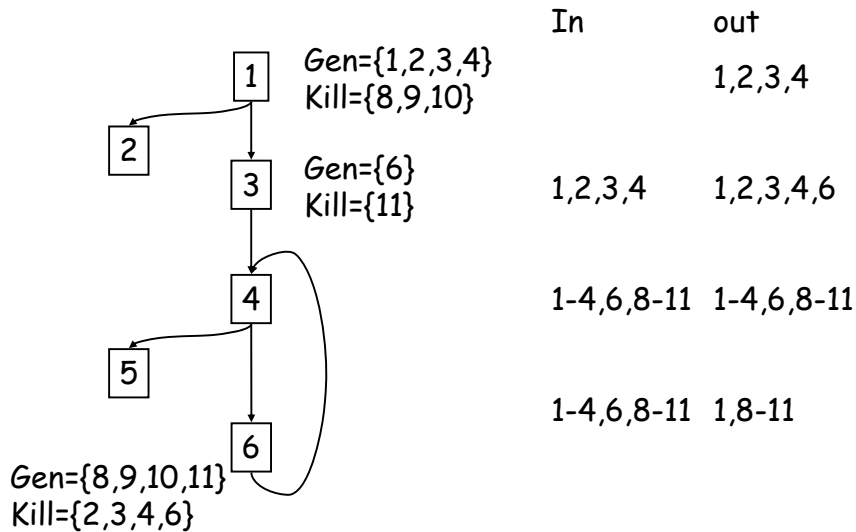 In out
1 Gen={1,2,3,4}
Kill={8,9,10} 1,2,3,4
2
3 Gen={6}
Kill={11} 1,2,3,4 1,2,3,4,6
4 1-4,6,8-11 1-4,6,8-11
5
6 1-4,6,8-11 1,8-11
Gen={8,9,10,11}
Kill={2,3,4,6}